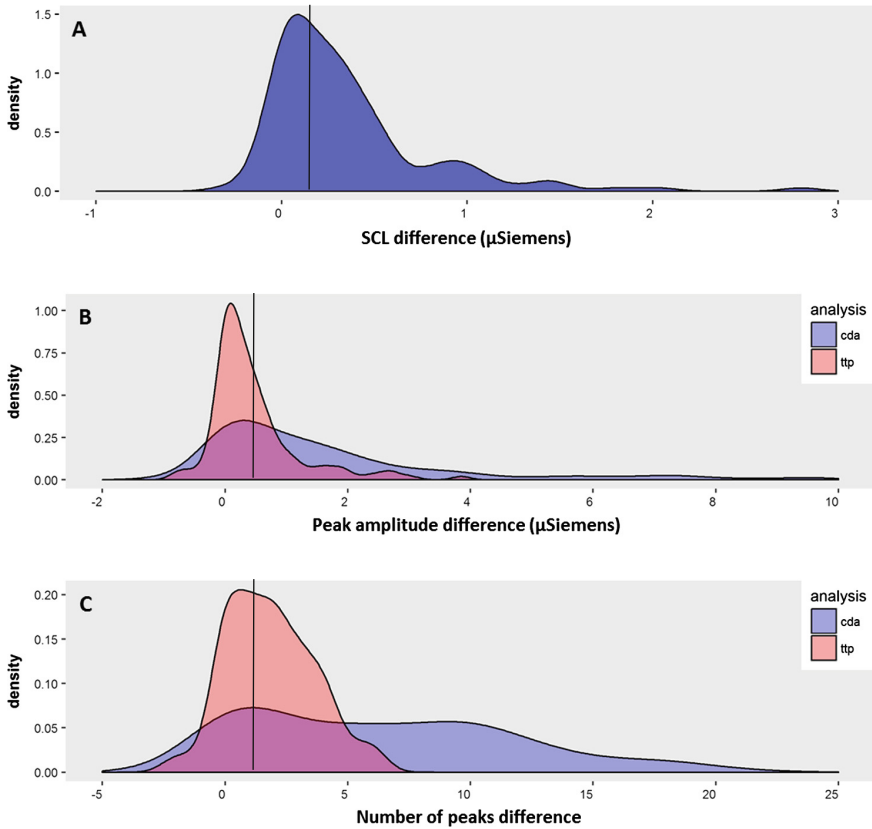 A
1.5
1.0
0.5
0.0
density
-1 0 1 2 3
SCL difference (µSiemens)
B
1.00
0.75
0.50
0.25
0.00
density
analysis
cda
ttp
-2 0 2 4 6 8 10
Peak amplitude difference (µSiemens)
C
0.20
0.15
0.10
0.05
0.00
density
analysis
cda
ttp
-5 0 5 10 15 20 25
Number of peaks difference